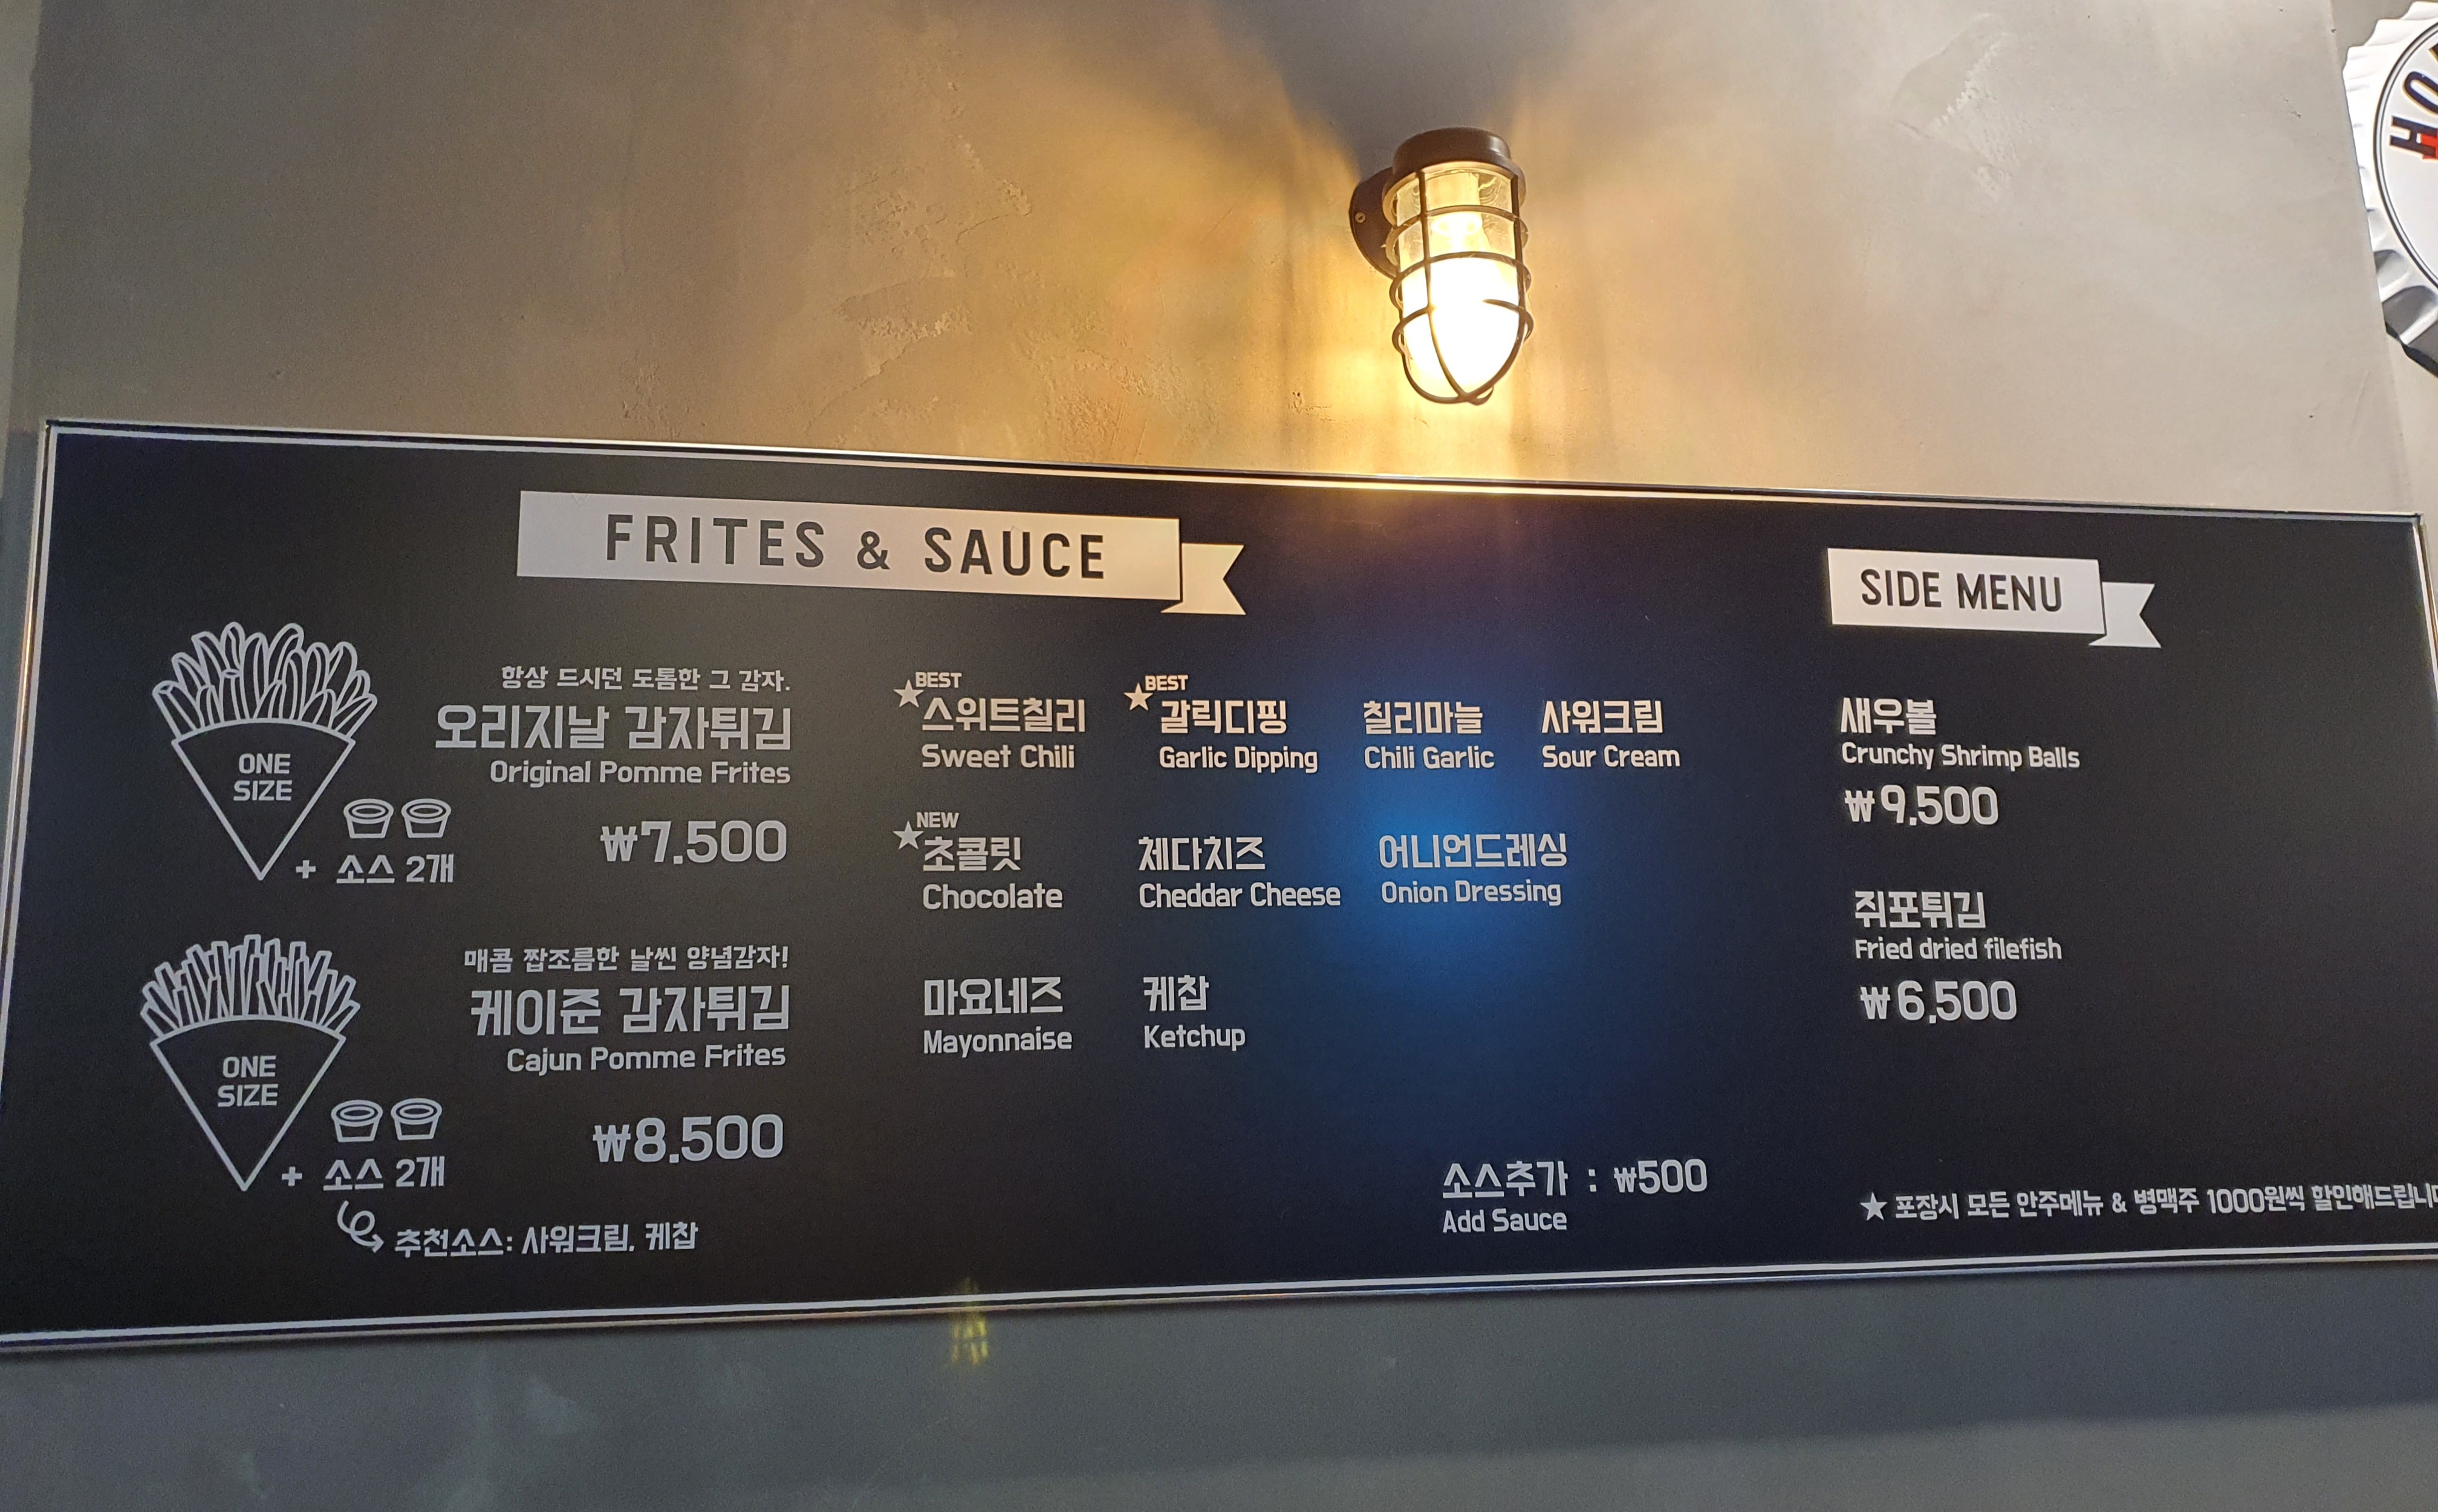 FRITES & SAUCE
항상 드시던 도톰한 그 감자.
오리지날 감자튀김
Original Pomme Frites
₩7.500
ONE
SIZE
+ 소스 2개
매콤 짭조름한 날씬 양념감자!
케이준 감자튀김
Cajun Pomme Frites
₩8.500
ONE
SIZE
+ 소스 2개
추천소스: 사워크림, 케찹
BEST
★스위트칠리
Sweet Chili
BEST
★갈릭디핑
Garlic Dipping
칠리마늘
Chili Garlic
사워크림
Sour Cream
NEW
★초콜릿
Chocolate
체다치즈
Cheddar Cheese
어니언드레싱
Onion Dressing
마요네즈
Mayonnaise
케찹
Ketchup
소스추가 : ₩500
Add Sauce
SIDE MENU
새우볼
Crunchy Shrimp Balls
₩9.500
쥐포튀김
Fried dried filefish
₩6.500
★ 포장시 모든 안주메뉴 & 병맥주 1000원씩